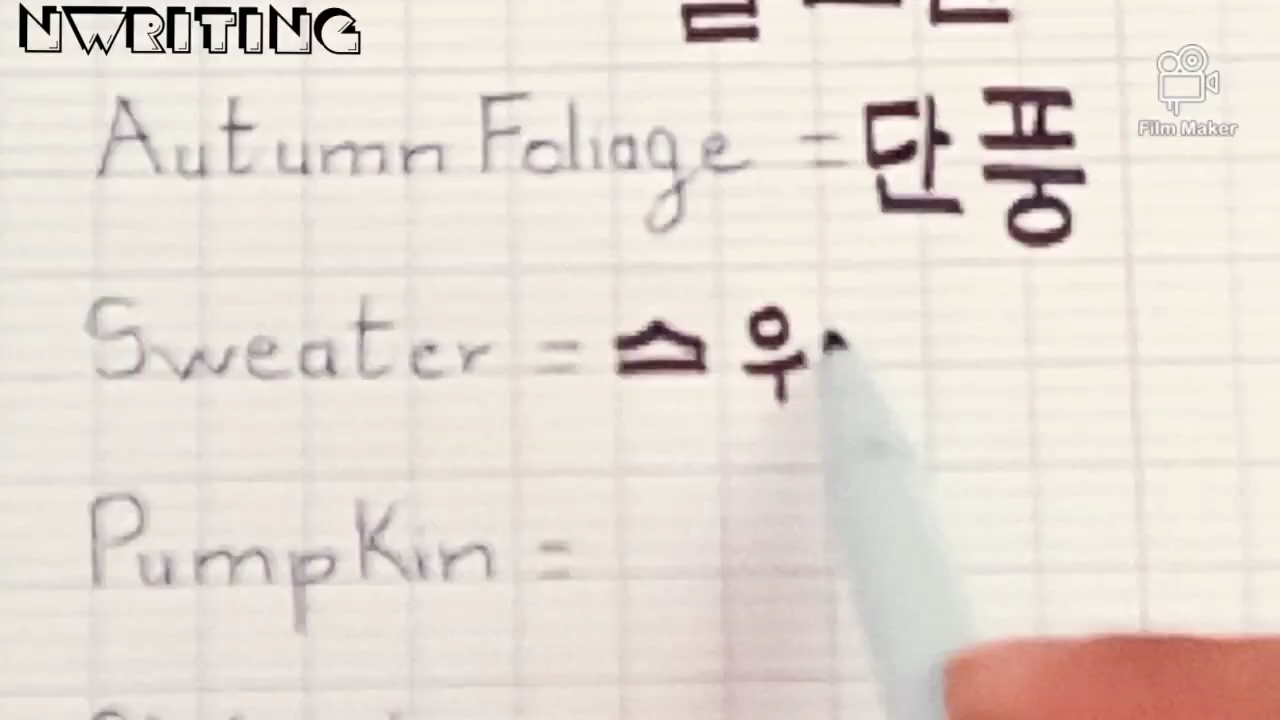 NWRITING
Film Maker
Autumn Foliage = 단풍
Sweater = 스우
Pumpkin =